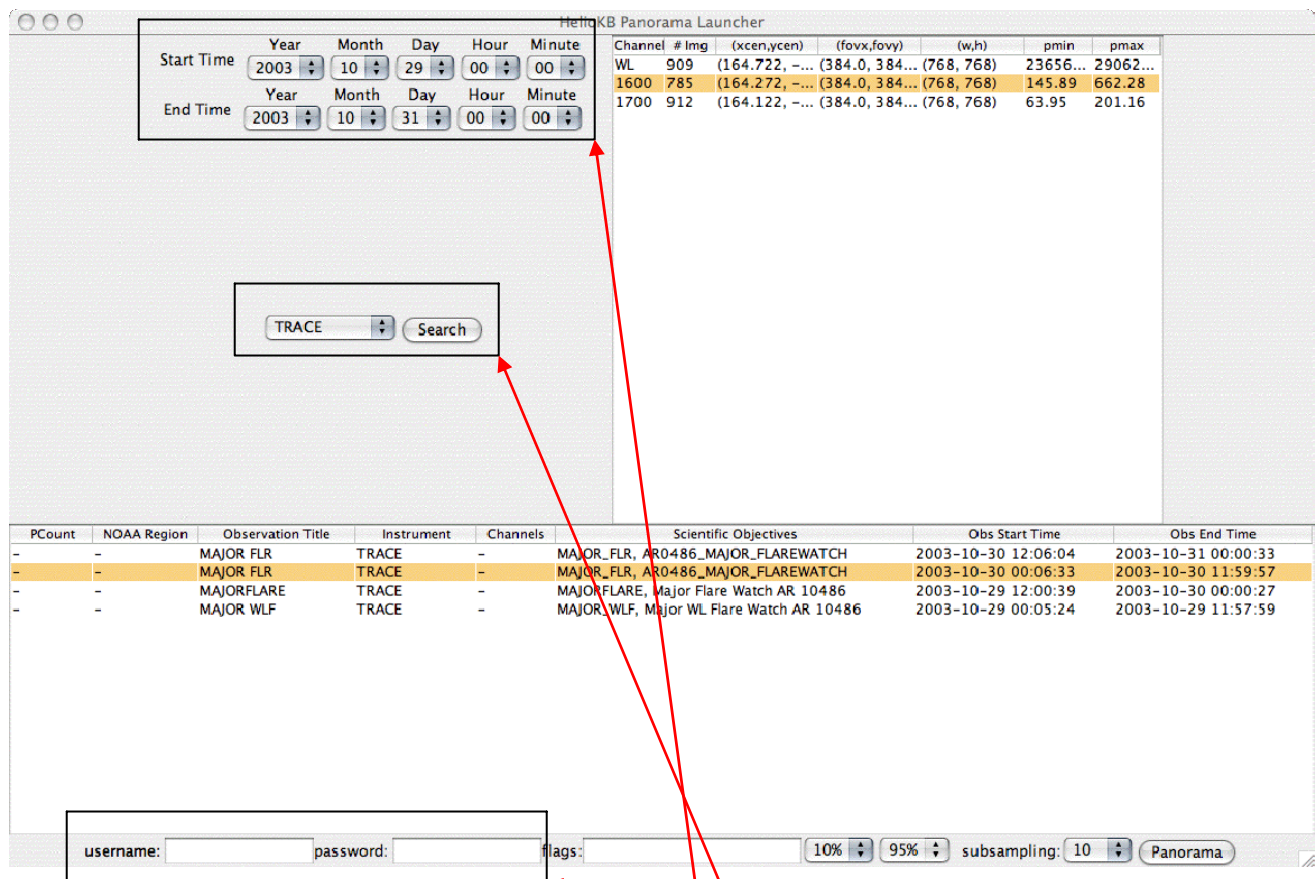 HelioKB Panorama Launcher
Year Month Day Hour Minute
Start Time 2003 10 29 00 00
Year Month Day Hour Minute
End Time 2003 10 31 00 00
TRACE Search
Channel # Img (xcen,ycen) (fovx,fovy) (w,h) pmin pmax
WL 909 (164.722, –... (384.0, 384... (768, 768) 23656... 29062...
1600 785 (164.272, –... (384.0, 384... (768, 768) 145.89 662.28
1700 912 (164.122, –... (384.0, 384... (768, 768) 63.95 201.16
PCount NOAA Region Observation Title Instrument Channels Scientific Objectives Obs Start Time Obs End Time
– – MAJOR FLR TRACE – MAJOR_FLR, AR0486_MAJOR_FLAREWATCH 2003-10-30 12:06:04 2003-10-31 00:00:33
– – MAJOR FLR TRACE – MAJOR_FLR, AR0486_MAJOR_FLAREWATCH 2003-10-30 00:06:33 2003-10-30 11:59:57
– – MAJORFLARE TRACE – MAJORFLARE, Major Flare Watch AR 10486 2003-10-29 12:00:39 2003-10-30 00:00:27
– – MAJOR WLF TRACE – MAJOR_WLF, Major WL Flare Watch AR 10486 2003-10-29 00:05:24 2003-10-29 11:57:59
username: password: flags: 10% 95% subsampling: 10 Panorama